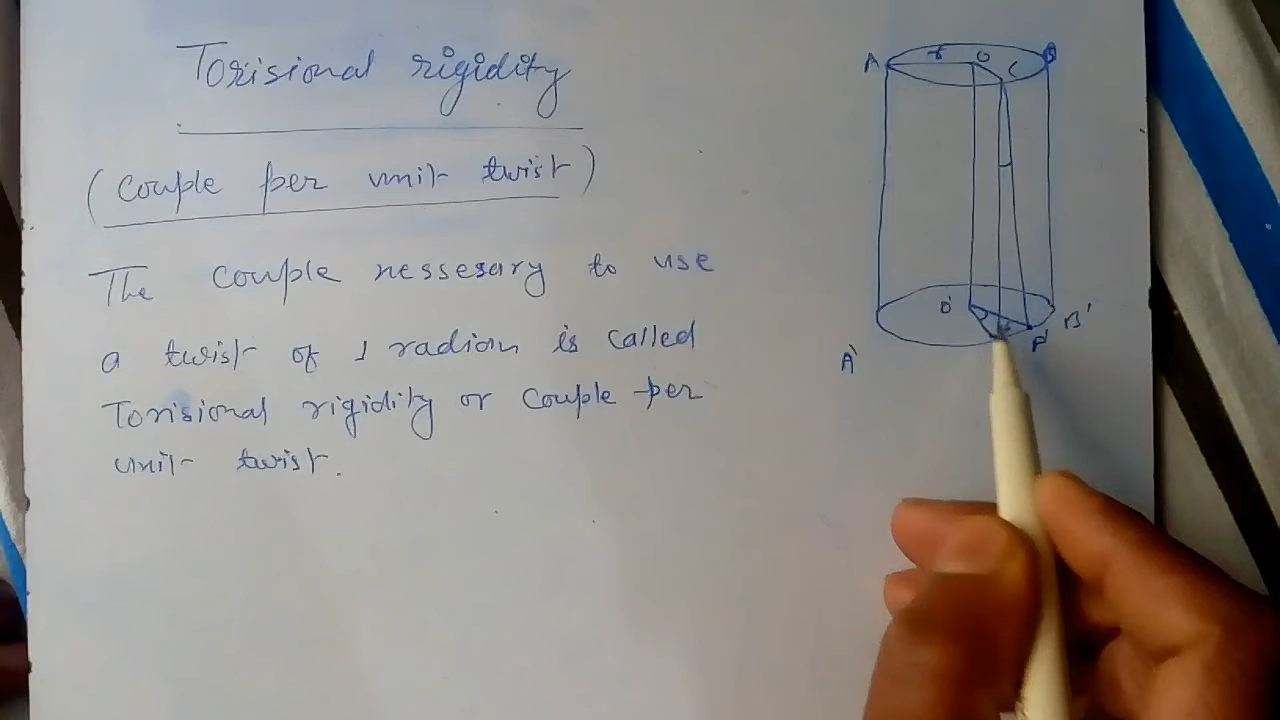 Torisional rigidity
(Couple per unit twist)
The couple nessesary to use
a twist of 1 radian is called
Torisional rigidity or couple per
unit twist.
A r O C B
O'
B'
P'
A'